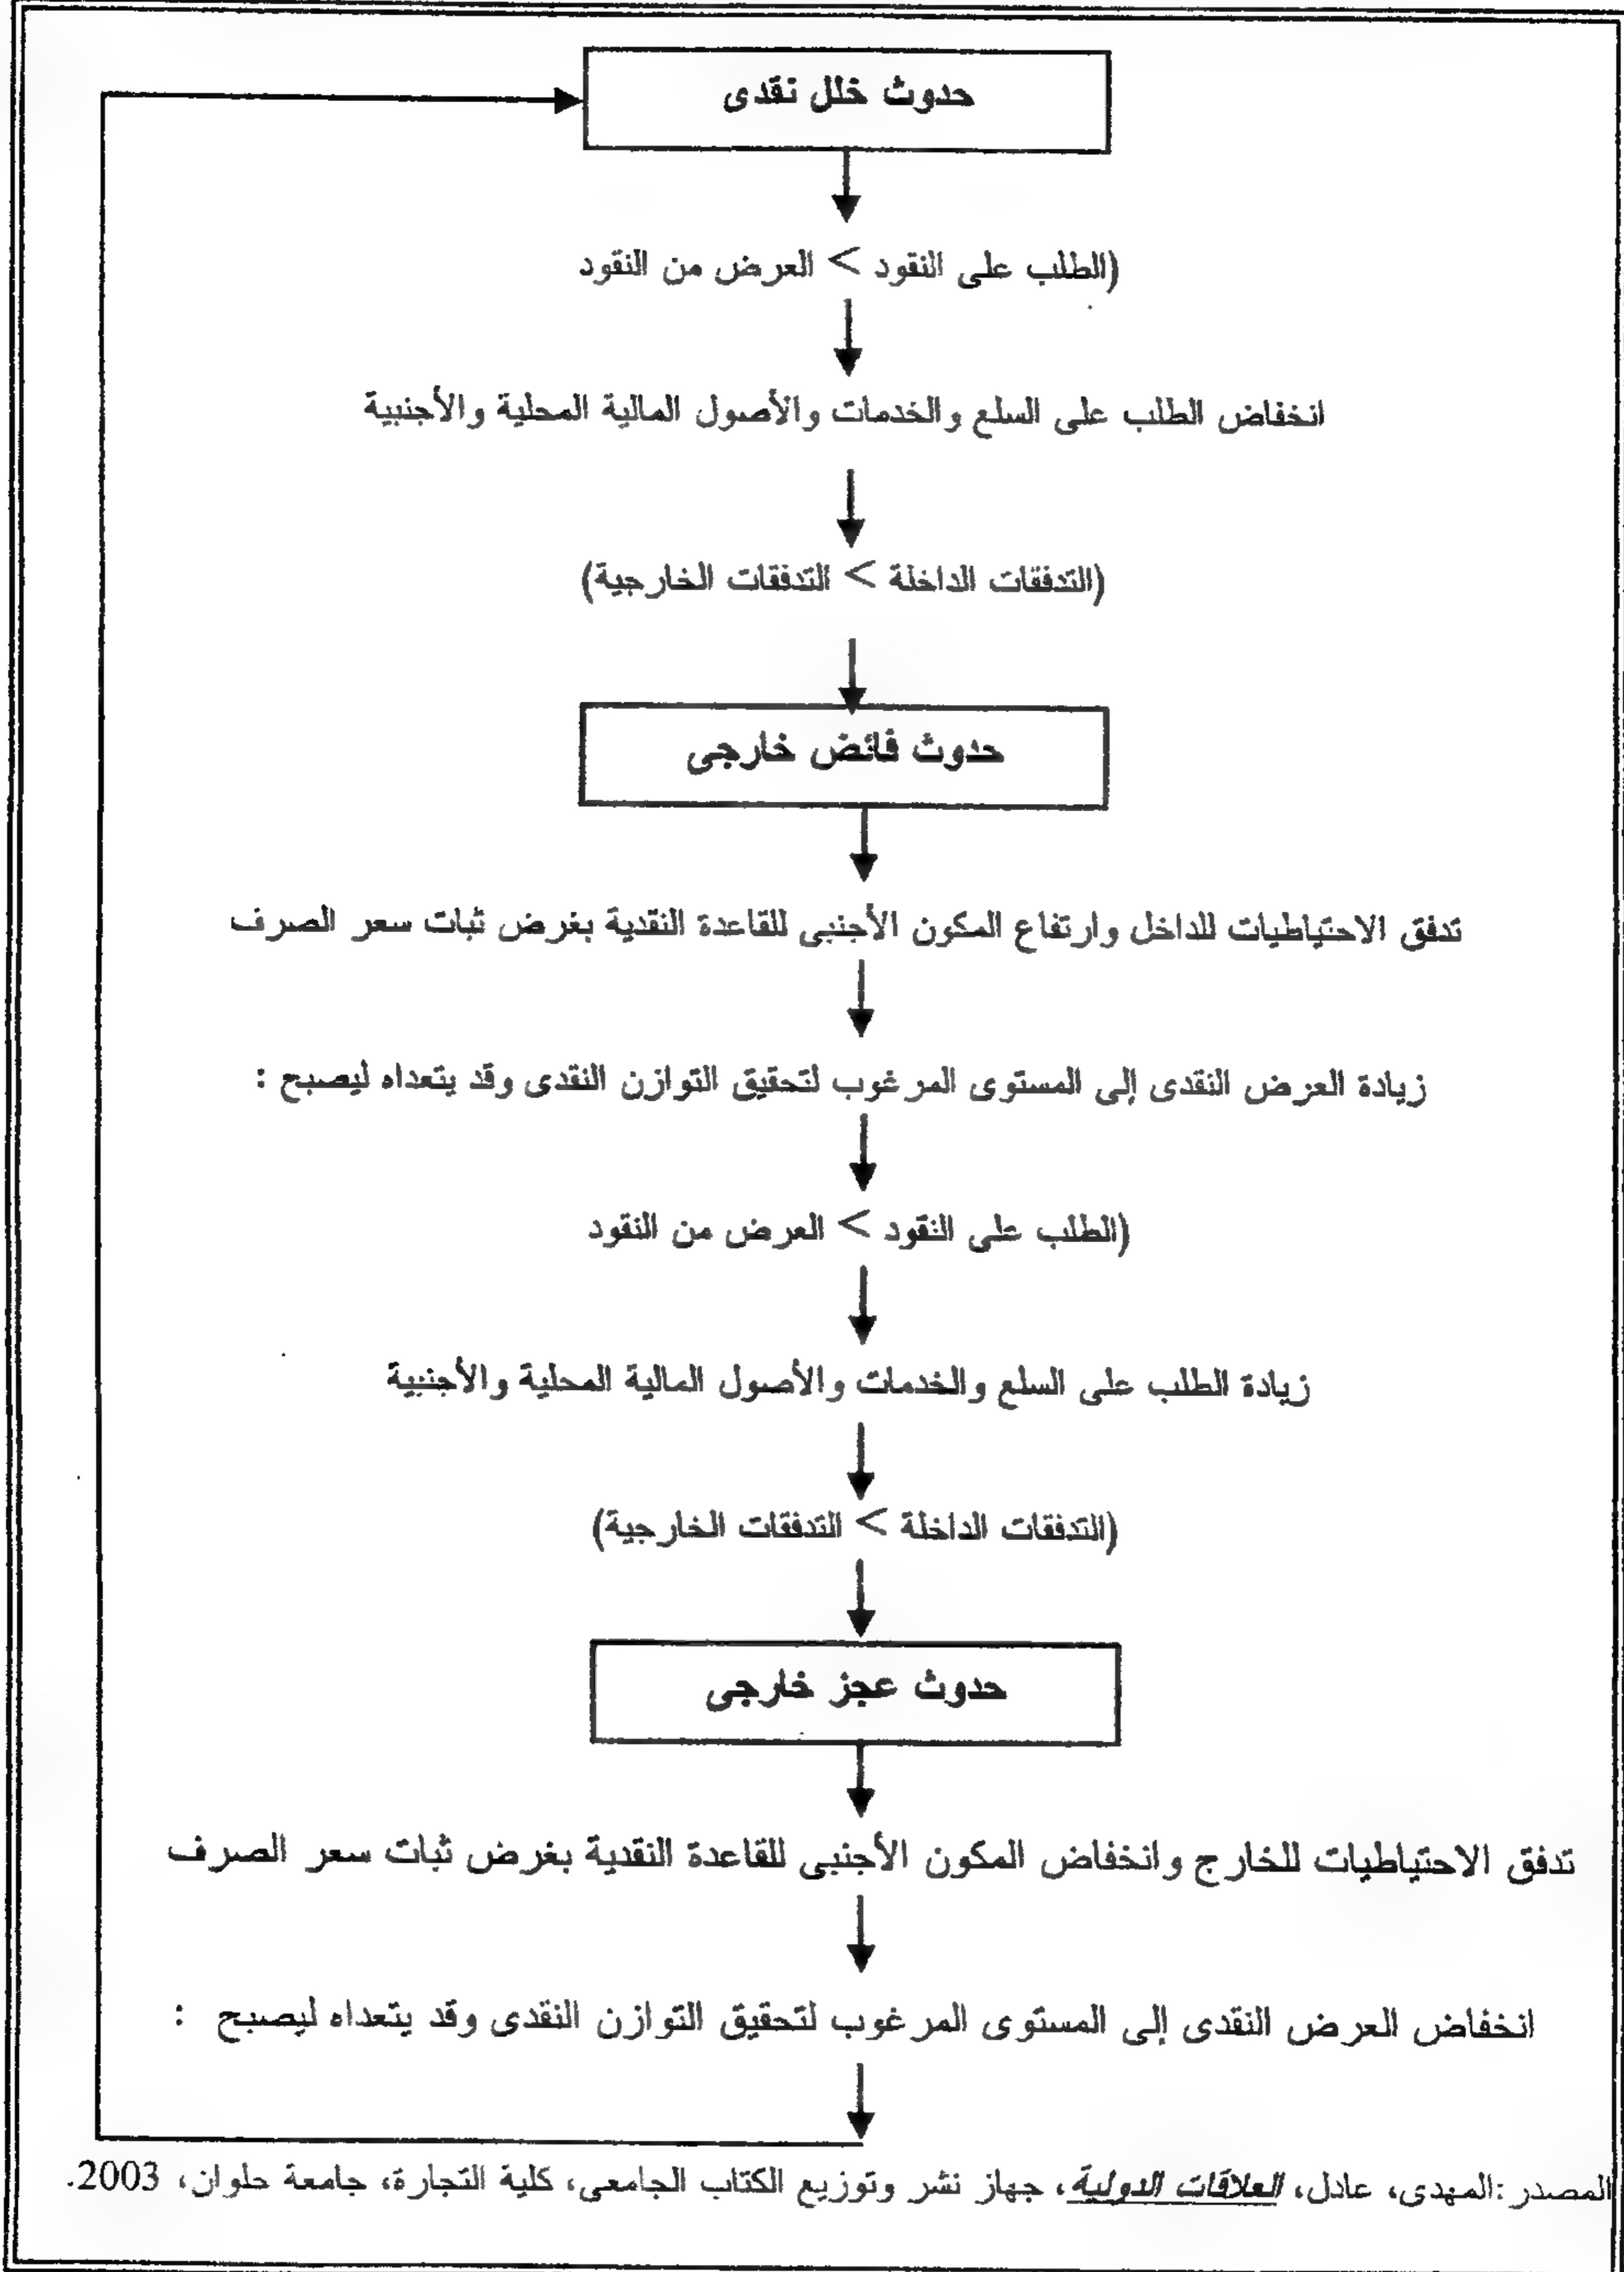 حدوث خلل نقدى
(الطلب على النقود > العرض من النقود
انخفاض الطلب على السلع والخدمات والأصول المالية المحلية والأجنبية
(التدفقات الداخلة > التدفقات الخارجية)
حدوث فائض خارجى
تدفق الاحتياطيات للداخل وارتفاع المكون الأجنبى للقاعدة النقدية بغرض ثبات سعر الصرف
زيادة العرض النقدى إلى المستوى المرغوب لتحقيق التوازن النقدى وقد يتعداه ليصبح :
(الطلب على النقود > العرض من النقود
زيادة الطلب على السلع والخدمات والأصول المالية المحلية والأجنبية
(التدفقات الداخلة > التدفقات الخارجية)
حدوث عجز خارجى
تدفق الاحتياطيات للخارج وانخفاض المكون الأجنبى للقاعدة النقدية بغرض ثبات سعر الصرف
انخفاض العرض النقدى إلى المستوى المرغوب لتحقيق التوازن النقدى وقد يتعداه ليصبح :
المصدر :المهدى، عادل، العلاقات الدولية، جهاز نشر وتوزيع الكتاب الجامعى، كلية التجارة، جامعة حلوان، 2003.